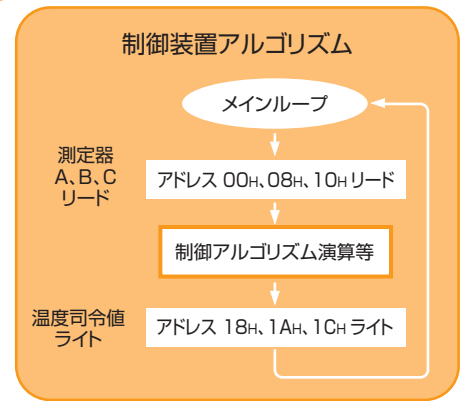 制御装置アルゴリズム
メインループ
測定器
A、B、C
リード
アドレス 00H、08H、10H リード
制御アルゴリズム演算等
温度司令値
ライト
アドレス 18H、1AH、1CH ライト